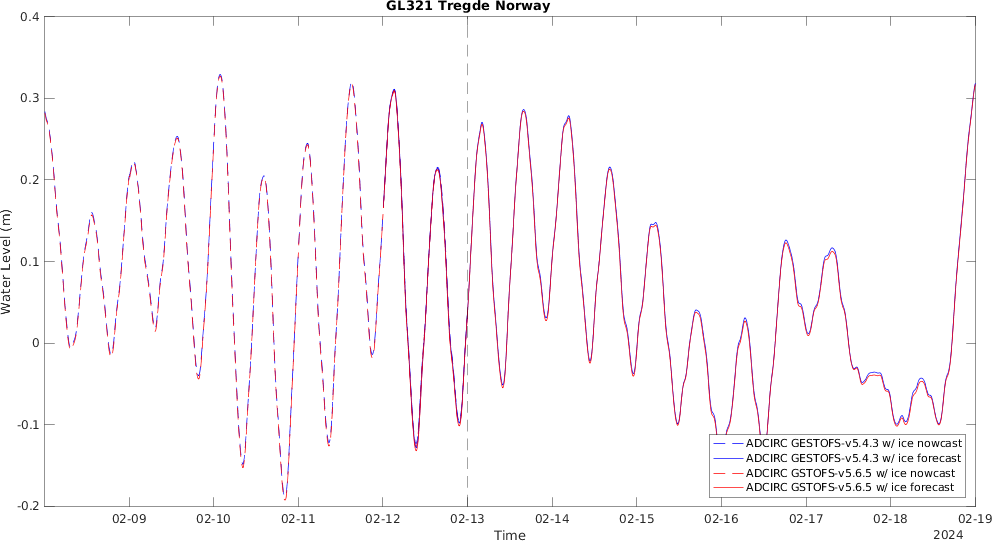 GL321 Tregde Norway
0.4
0.3
0.2
0.1
0
-0.1
-0.2
Water Level (m)
ADCIRC GESTOFS-v5.4.3 w/ ice nowcast
ADCIRC GESTOFS-v5.4.3 w/ ice forecast
ADCIRC GSTOFS-v5.6.5 w/ ice nowcast
ADCIRC GSTOFS-v5.6.5 w/ ice forecast
02-09 02-10 02-11 02-12 02-13 02-14 02-15 02-16 02-17 02-18 02-19
Time
2024